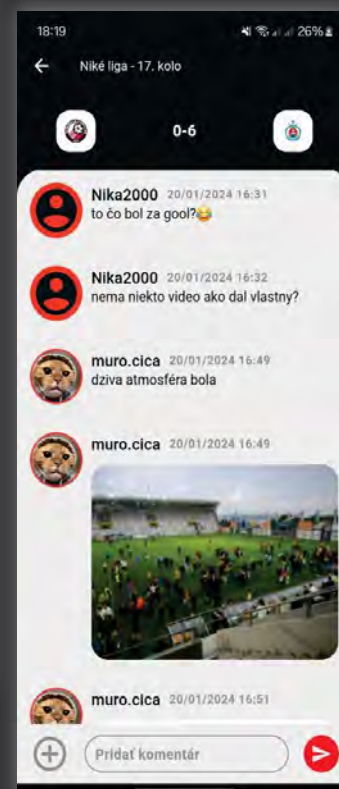 18:19 26%
Niké liga - 17. kolo
0-6
Nika2000 20/01/2024 16:31
to čo bol za gool?😂
Nika2000 20/01/2024 16:32
nema niekto video ako dal vlastny?
muro.cica 20/01/2024 16:49
dziva atmosféra bola
muro.cica 20/01/2024 16:49
muro.cica 20/01/2024 16:51
Pridať komentár